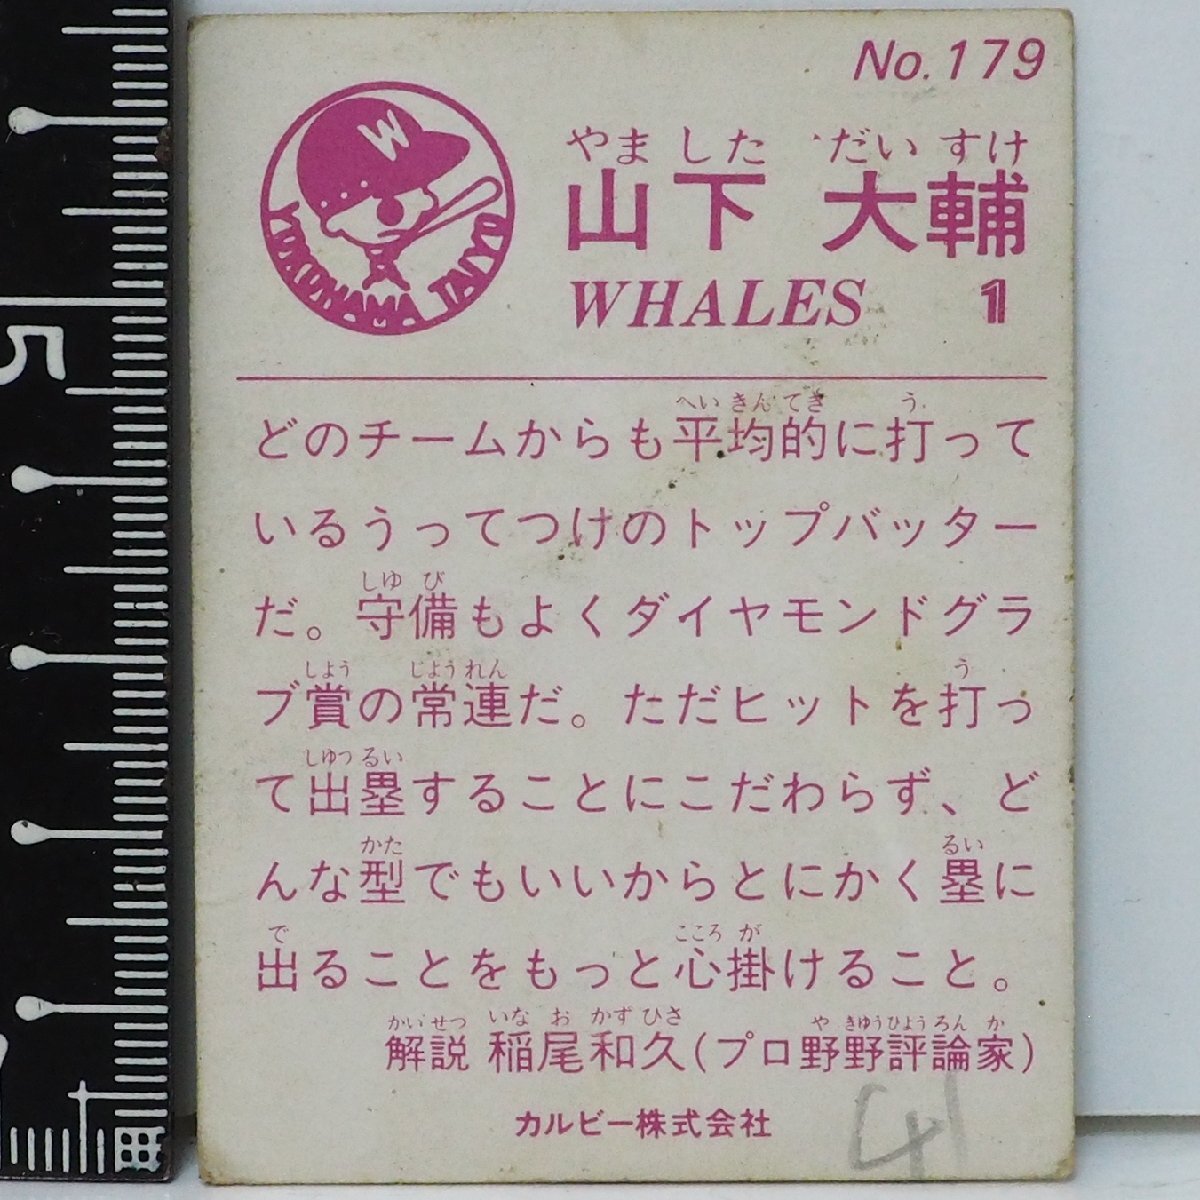 No.179
YOKOHAMA TAIYO
W
やま した だい すけ
山下 大輔
WHALES 1
へい きん てき う
どのチームからも平均的に打って
いるうってつけのトップバッター
しゆ び
だ。守備もよくダイヤモンドグラ
しよう じよう れん う
ブ賞の常連だ。ただヒットを打っ
しゆつ るい
て出塁することにこだわらず、ど
かた るい
んな型でもいいからとにかく塁に
で こころ が
出ることをもっと心掛けること。
かい せつ いな お かず ひさ や きゆう ひよう ろん か
解説 稲尾和久(プロ野野評論家)
カルビー株式会社
41
5